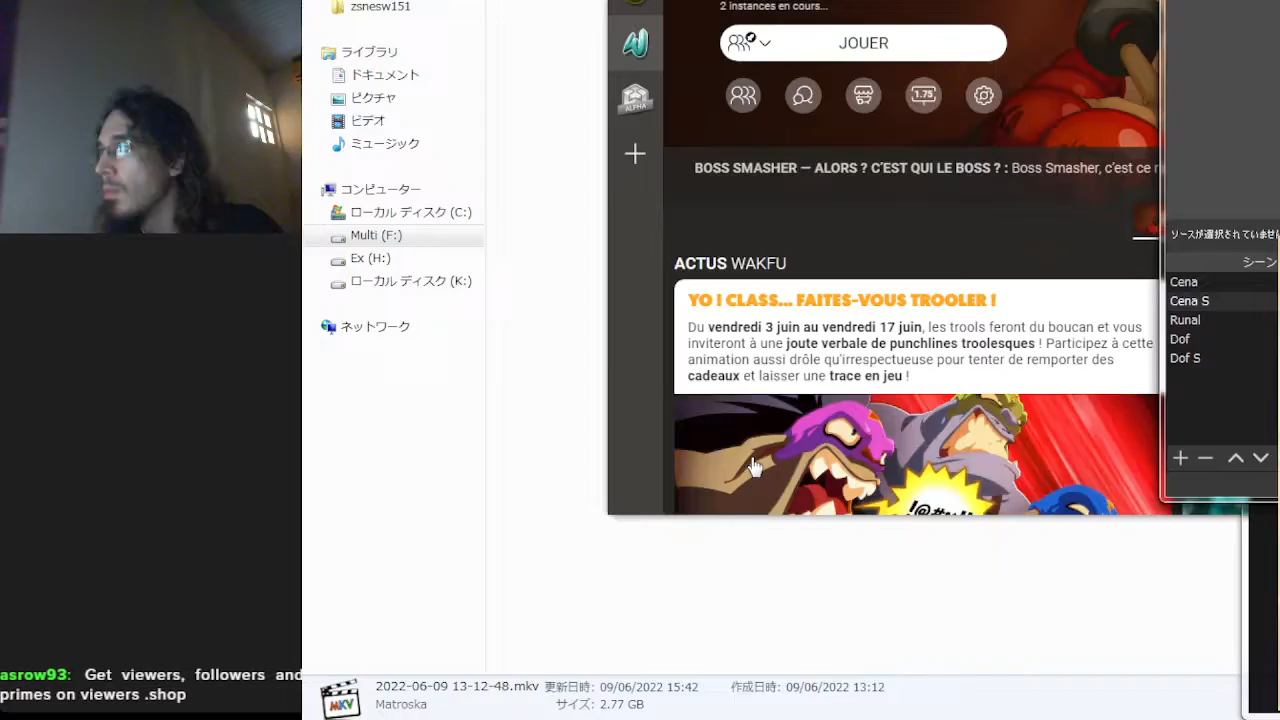 zsnesw151
ライブラリ
ドキュメント
ピクチャ
ビデオ
ミュージック
コンピューター
ローカル ディスク (C:)
Multi (F:)
Ex (H:)
ローカル ディスク (K:)
ネットワーク
2 instances en cours...
JOUER
ALPHA
1.75
BOSS SMASHER — ALORS ? C'EST QUI LE BOSS ? : Boss Smasher, c'est ce
ACTUS WAKFU
YO ! CLASS... FAITES-VOUS TROOLER !
Du vendredi 3 juin au vendredi 17 juin, les trools feront du boucan et vous
inviteront à une joute verbale de punchlines troolesques ! Participez à cette
animation aussi drôle qu'irrespectueuse pour tenter de remporter des
cadeaux et laisser une trace en jeu !
ソースが選択されていませ
シーン
Cena
Cena S
Runal
Dof
Dof S
asrow93: Get viewers, followers and
primes on viewers .shop
MKV
2022-06-09 13-12-48.mkv 更新日時: 09/06/2022 15:42 作成日時: 09/06/2022 13:12
Matroska サイズ: 2.77 GB